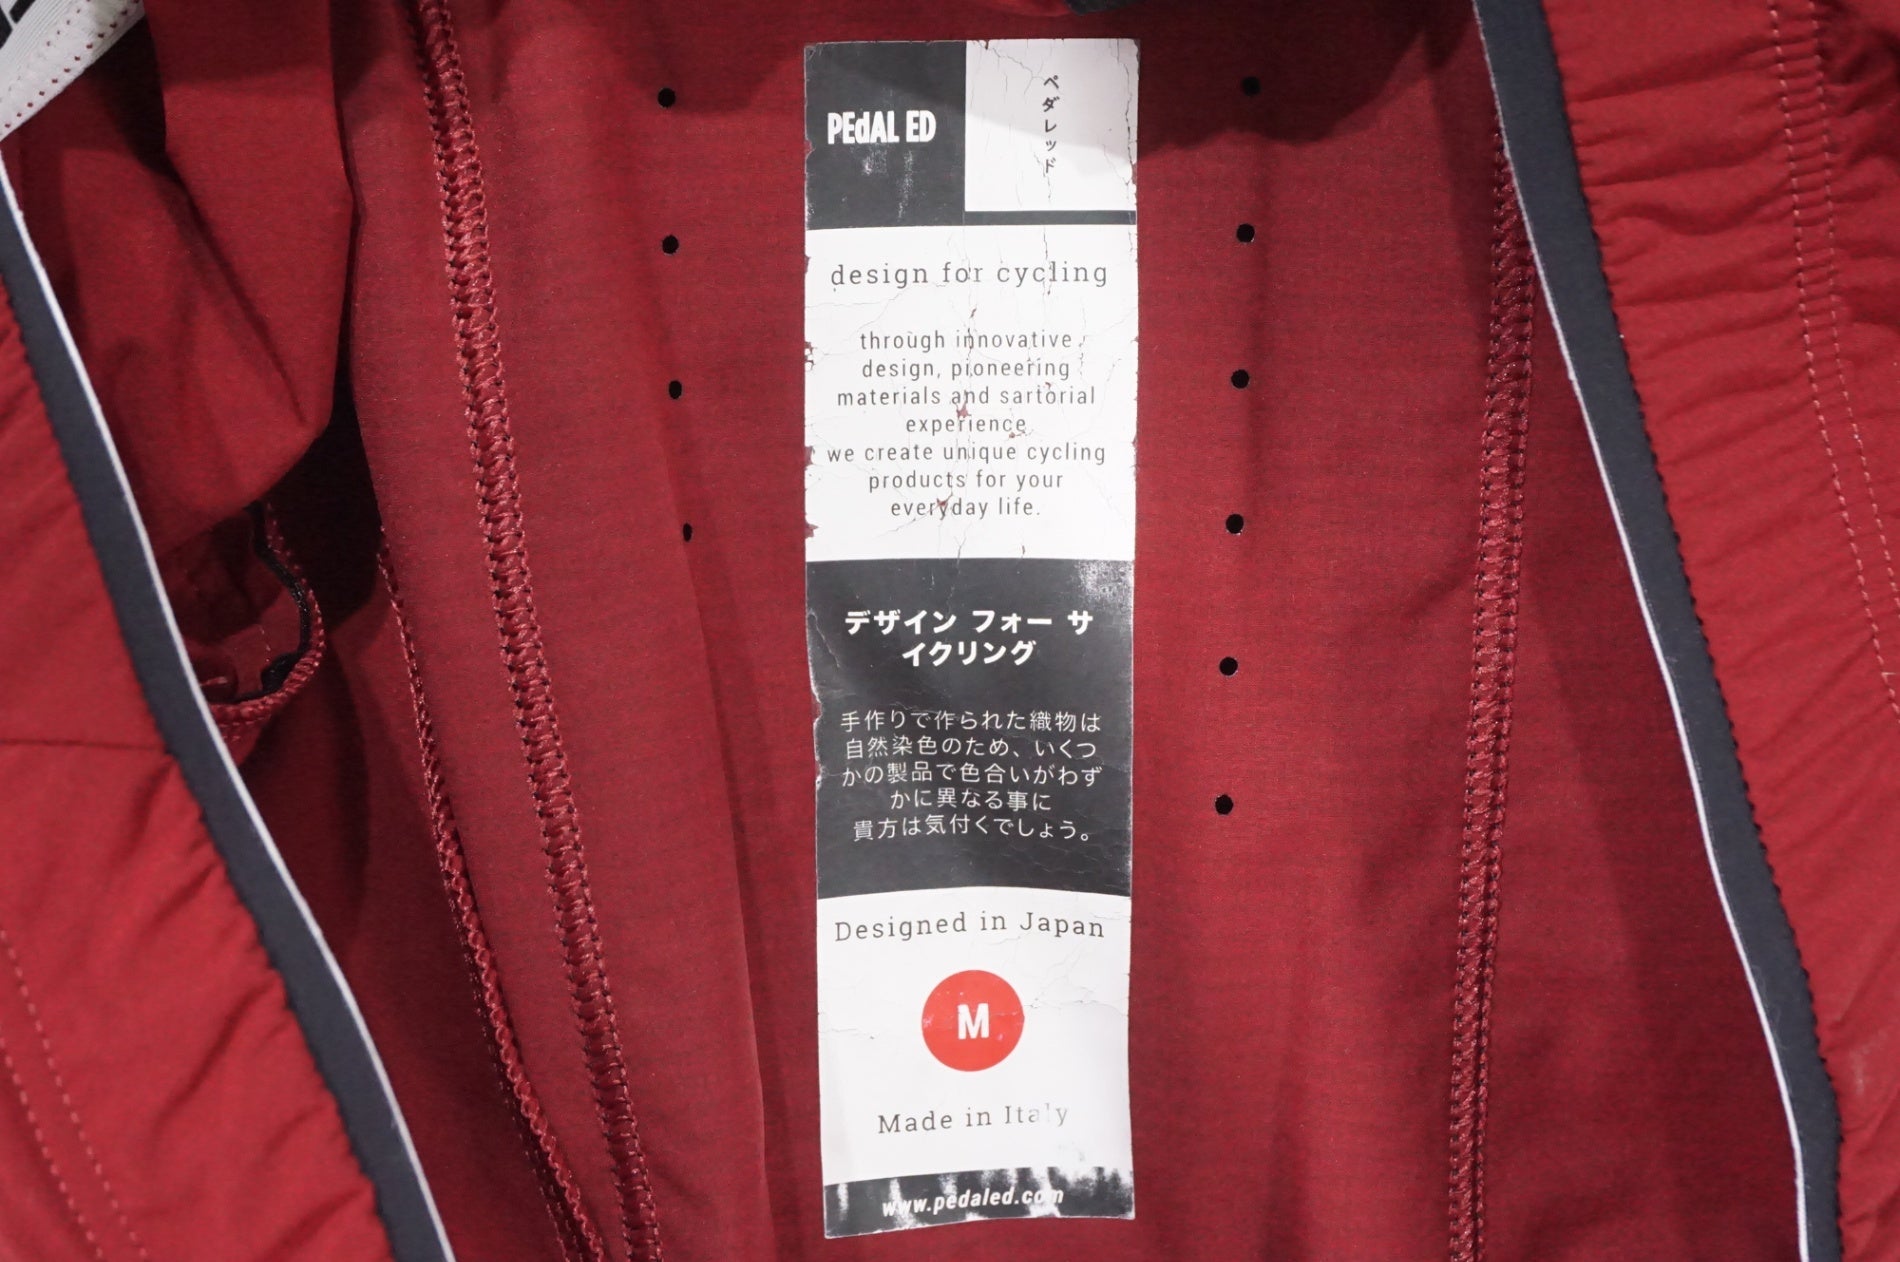 PEdAL ED
ペダレッド
design for cycling
through innovative
design, pioneering
materials and sartorial
experience
we create unique cycling
products for your
everyday life.
デザイン フォー サ
イクリング
手作りで作られた織物は
自然染色のため、いくつ
かの製品で色合いがわず
かに異なる事に
貴方は気付くでしょう。
Designed in Japan
M
Made in Italy
www.pedaled.com